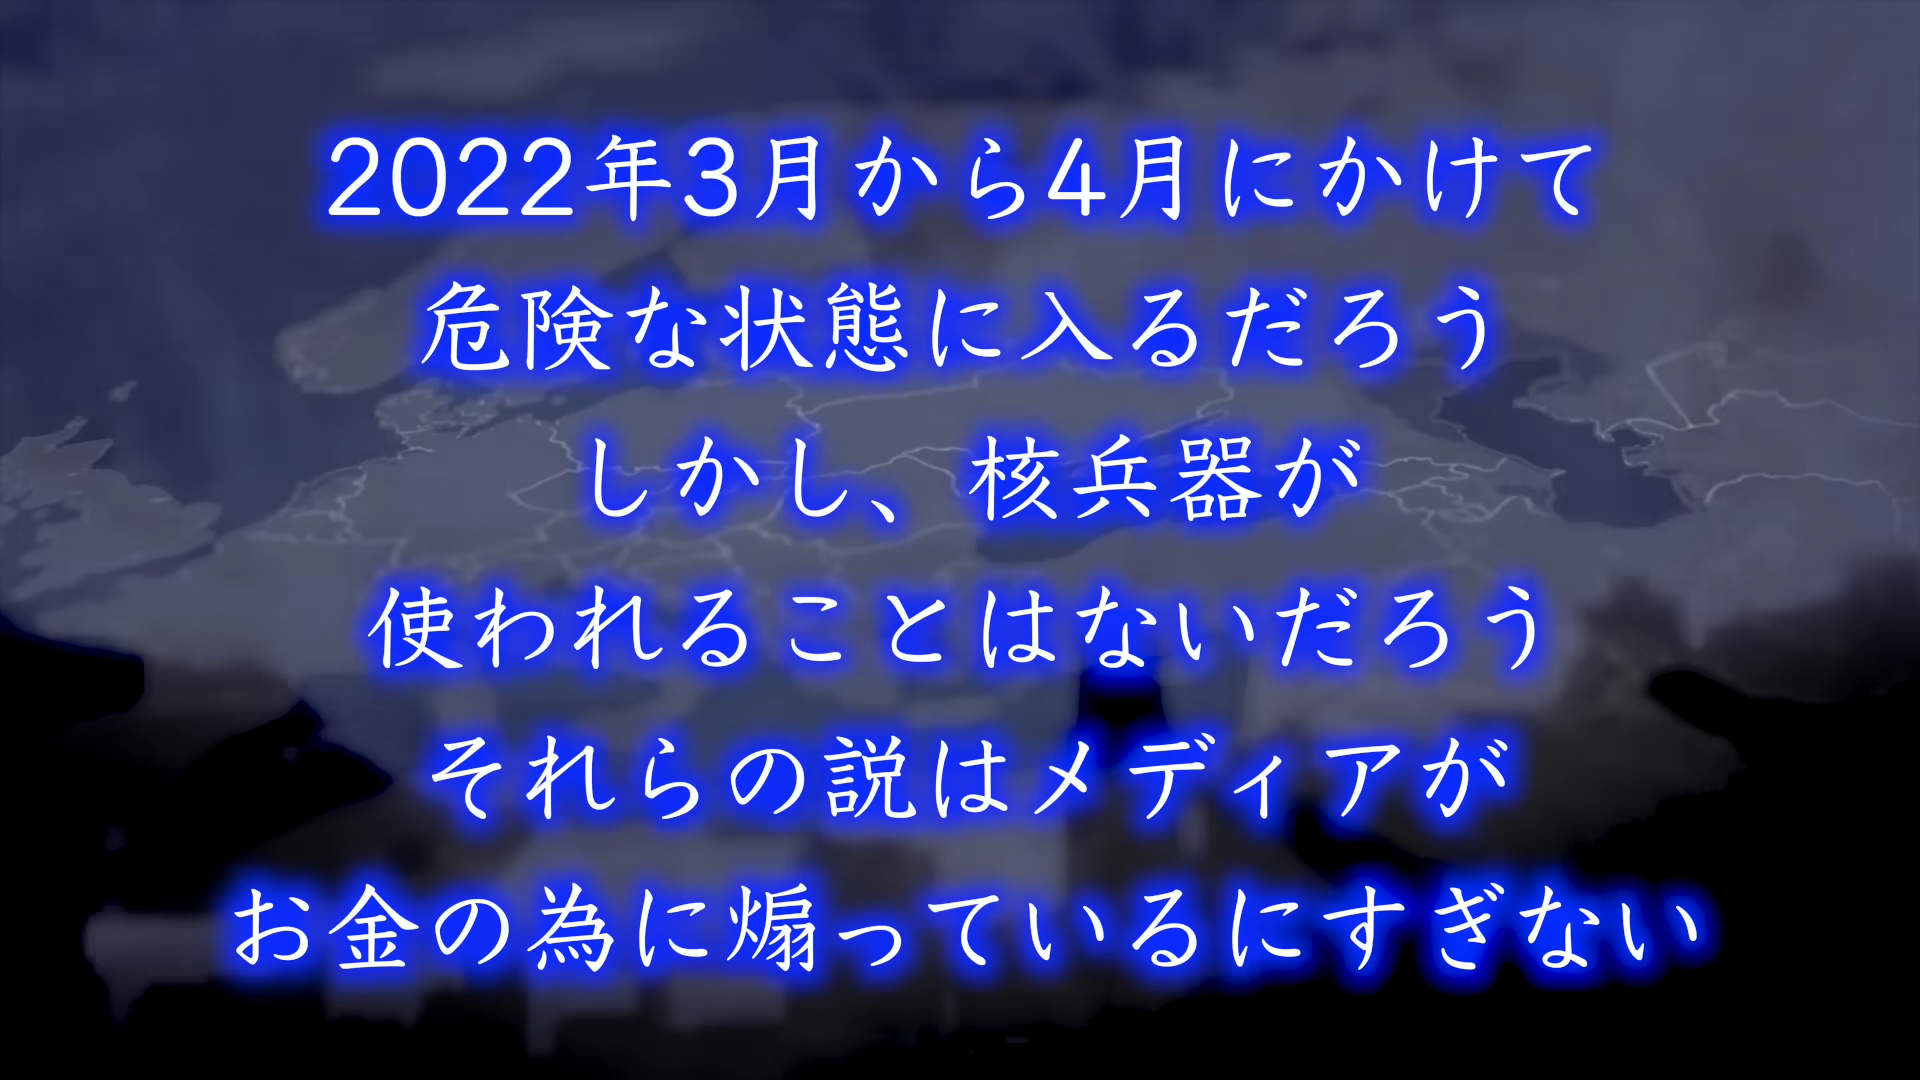 2022年3月から4月にかけて
危険な状態に入るだろう
しかし、核兵器が
使われることはないだろう
それらの説はメディアが
お金の為に煽っているにすぎない